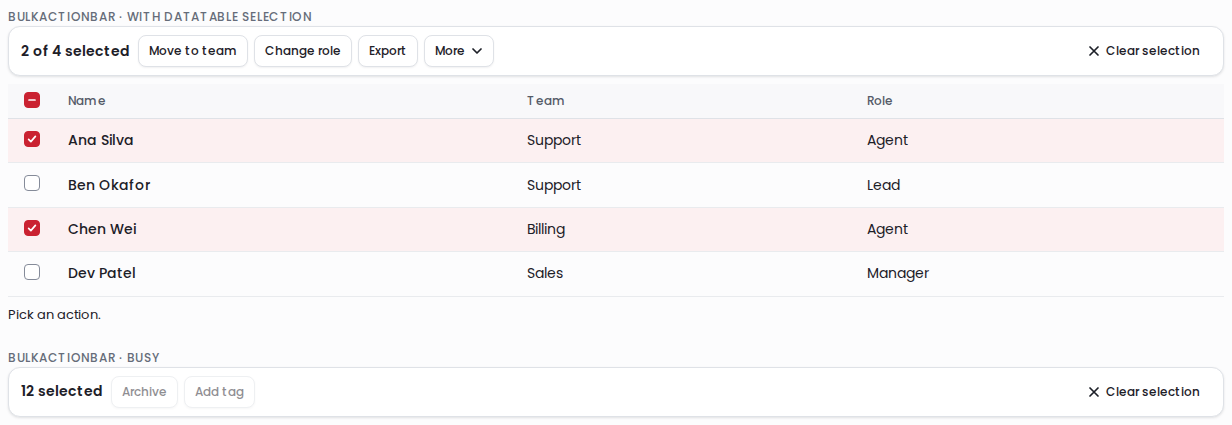 BULKACTIONBAR · WITH DATATABLE SELECTION
2 of 4 selected Move to team Change role Export More Clear selection
Name Team Role
Ana Silva Support Agent
Ben Okafor Support Lead
Chen Wei Billing Agent
Dev Patel Sales Manager
Pick an action.
BULKACTIONBAR · BUSY
12 selected Archive Add tag Clear selection